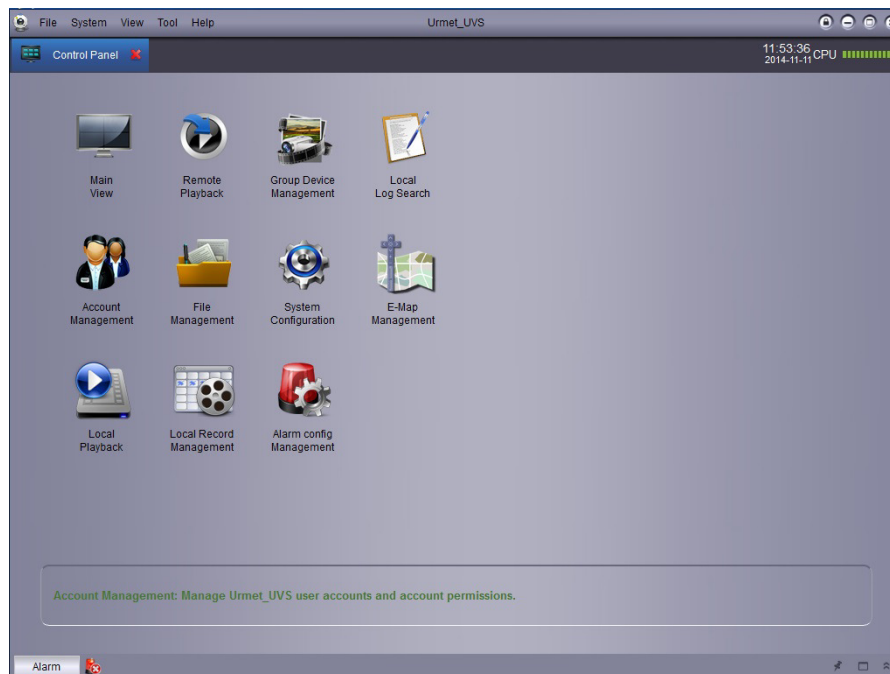 File System View Tool Help Urmet_UVS
Control Panel 11:53:36 CPU
2014-11-11
Main Remote Group Device Local
View Playback Management Log Search
Account File System E-Map
Management Management Configuration Management
Local Local Record Alarm config
Playback Management Management
Account Management: Manage Urmet_UVS user accounts and account permissions.
Alarm